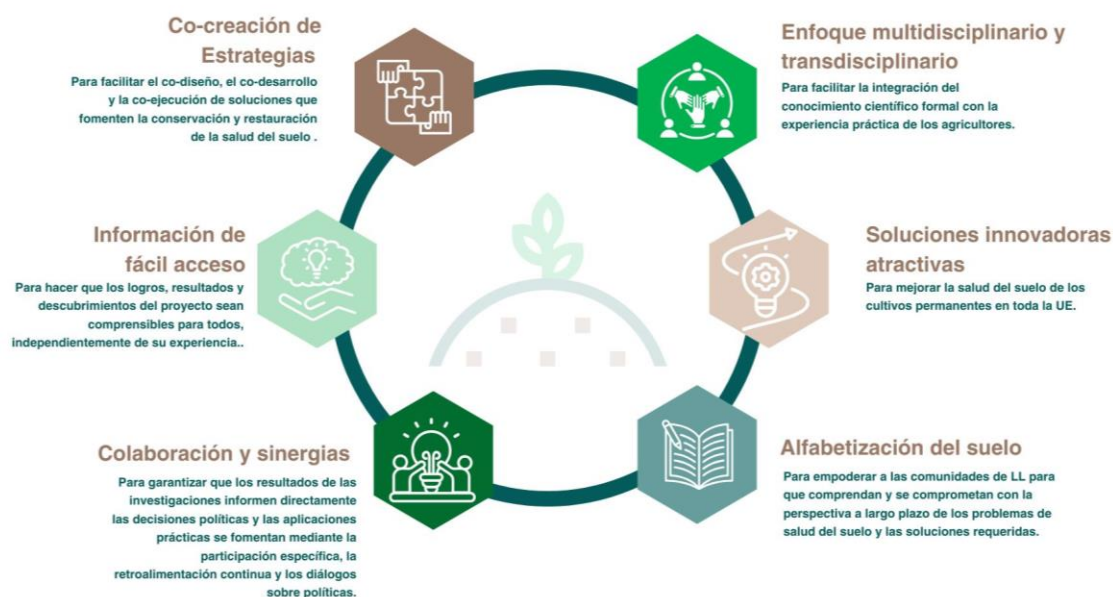 Co-creación de
Estrategias
Para facilitar el co-diseño, el co-desarrollo
y la co-ejecución de soluciones que
fomenten la conservación y restauración
de la salud del suelo .
Enfoque multidisciplinario y
transdisciplinario
Para facilitar la integración del
conocimiento científico formal con la
experiencia práctica de los agricultores.
Información de
fácil acceso
Para hacer que los logros, resultados y
descubrimientos del proyecto sean
comprensibles para todos,
independientemente de su experiencia..
Soluciones innovadoras
atractivas
Para mejorar la salud del suelo de los
cultivos permanentes en toda la UE.
Colaboración y sinergias
Para garantizar que los resultados de las
investigaciones informen directamente
las decisiones políticas y las aplicaciones
prácticas se fomentan mediante la
participación específica, la
retroalimentación continua y los diálogos
sobre políticas.
Alfabetización del suelo
Para empoderar a las comunidades de LL para
que comprendan y se comprometan con la
perspectiva a largo plazo de los problemas de
salud del suelo y las soluciones requeridas.